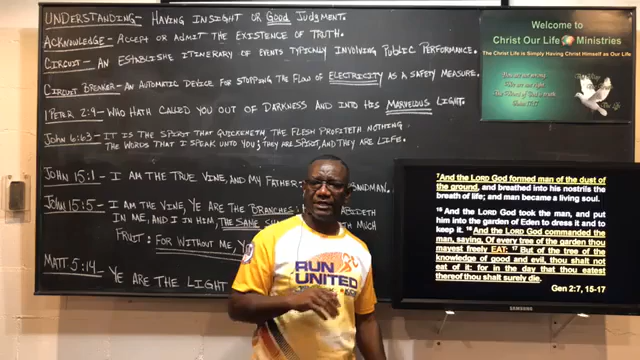 Understanding - Having Insight or Good Judgment.
Acknowledge - Accept or Admit the Existence of Truth.
Circuit - An Establishe Itinerary of Events Typically Involving Public Performance.
Circuit Breaker - An Automatic Device for Stopping the Flow of Electricity as a Safety Measure.
1 Peter 2:9 - Who Hath Called You Out of Darkness and Into His Marvelous Light.
John 6:63 - It is the Spirit that Quickeneth, the Flesh Profiteth Nothing:
The Words that I Speak Unto You; They are Spirit, and They are Life.
John 15:1 - I am the True Vine, and My Father
John 15:5 - I am the Vine, Ye are the Branches:
in Me, and I in Him, The Same
Fruit: For Without Me,
Matt 5:14 - Ye are the Light
Welcome to
Christ Our Life Ministries
The Christ Life is Simply Having Christ Himself as Our Life
RUN
UNITED
7 And the LORD God formed man of the dust of
the ground, and breathed into his nostrils the
breath of life; and man became a living soul.
15 And the LORD God took the man, and put
him into the garden of Eden to dress it and to
keep it. 16 And the LORD God commanded the
man, saying, Of every tree of the garden thou
mayest freely EAT: 17 But of the tree of the
knowledge of good and evil, thou shalt not
eat of it: for in the day that thou eatest
thereof thou shalt surely die.
Gen 2:7, 15-17
SAMSUNG